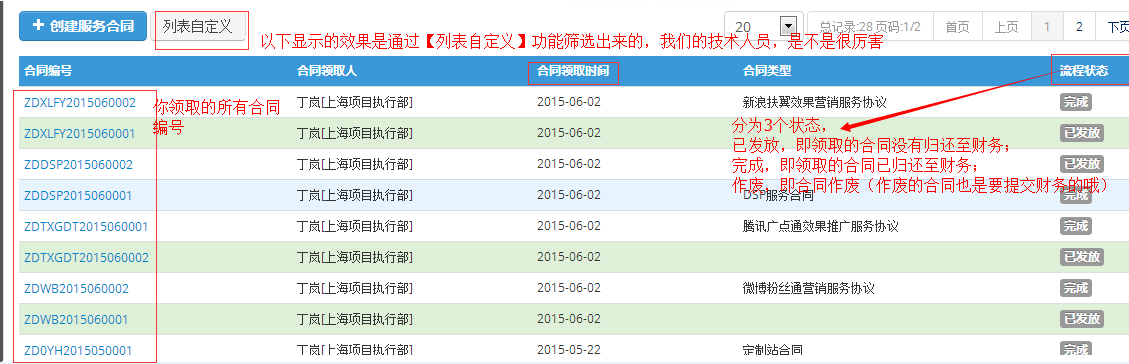 + 创建服务合同 列表自定义 20 总记录:28 页码:1/2 首页 上页 1 2 下页
以下显示的效果是通过【列表自定义】功能筛选出来的，我们的技术人员，是不是很厉害
合同编号 合同领取人 合同领取时间 合同类型 流程状态
ZDXLFY2015060002 丁岚[上海项目执行部] 2015-06-02 新浪扶翼效果营销服务协议 完成
你领取的所有合同
编号
分为3个状态，
ZDXLFY2015060001 丁岚[上海项目执行部] 2015-06-02 已发放
已发放，即领取的合同没有归还至财务；
ZDDSP2015060002 丁岚[上海项目执行部] 2015-06-02 已发放
完成，即领取的合同已归还至财务；
作废，即合同作废（作废的合同也是要提交财务的哦）
ZDDSP2015060001 丁岚[上海项目执行部] 2015-06-02 DSP服务合同 完成
ZDTXGDT2015060001 丁岚[上海项目执行部] 2015-06-02 腾讯广点通效果推广服务协议 完成
ZDTXGDT2015060002 丁岚[上海项目执行部] 2015-06-02 已发放
ZDWB2015060002 丁岚[上海项目执行部] 2015-06-02 微博粉丝通营销服务协议 完成
ZDWB2015060001 丁岚[上海项目执行部] 2015-06-02 已发放
ZD0YH2015050001 丁岚[上海项目执行部] 2015-05-22 定制站合同 完成